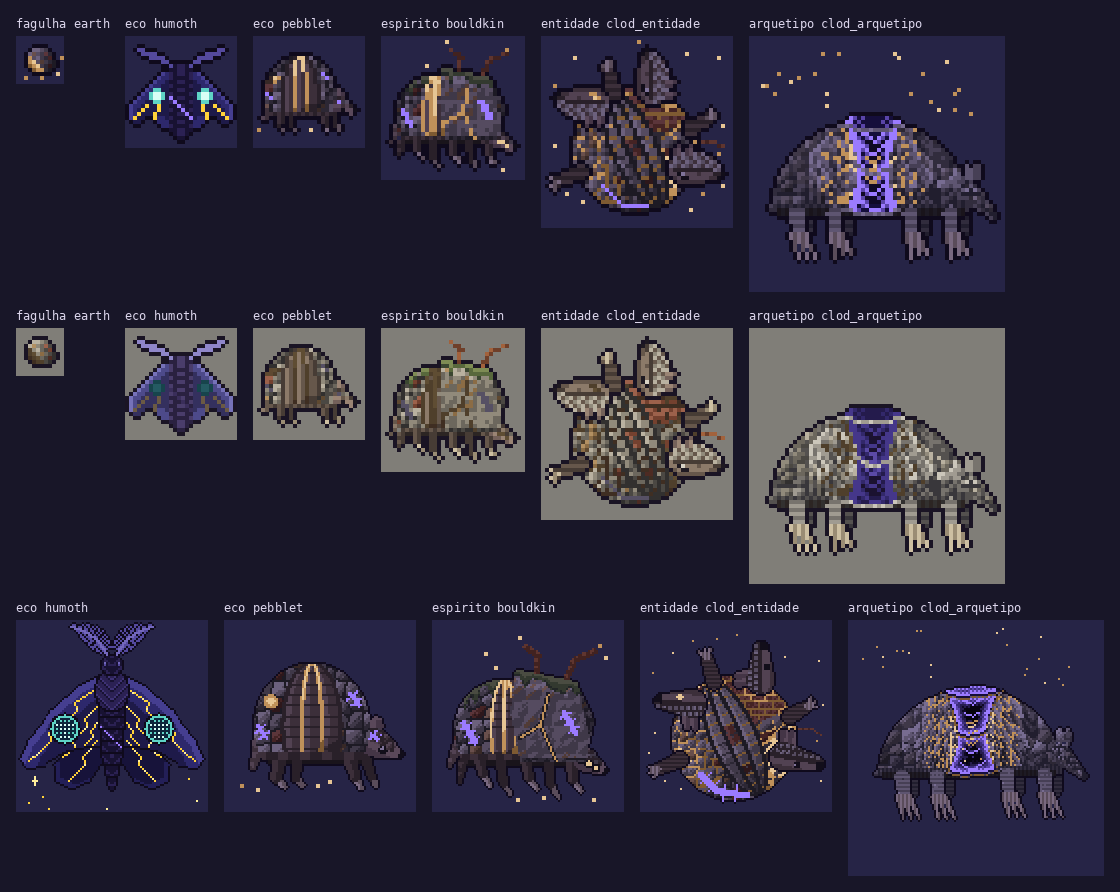 fagulha earth eco humoth eco pebblet espirito bouldkin entidade clod_entidade arquetipo clod_arquetipo
fagulha earth eco humoth eco pebblet espirito bouldkin entidade clod_entidade arquetipo clod_arquetipo
eco humoth eco pebblet espirito bouldkin entidade clod_entidade arquetipo clod_arquetipo